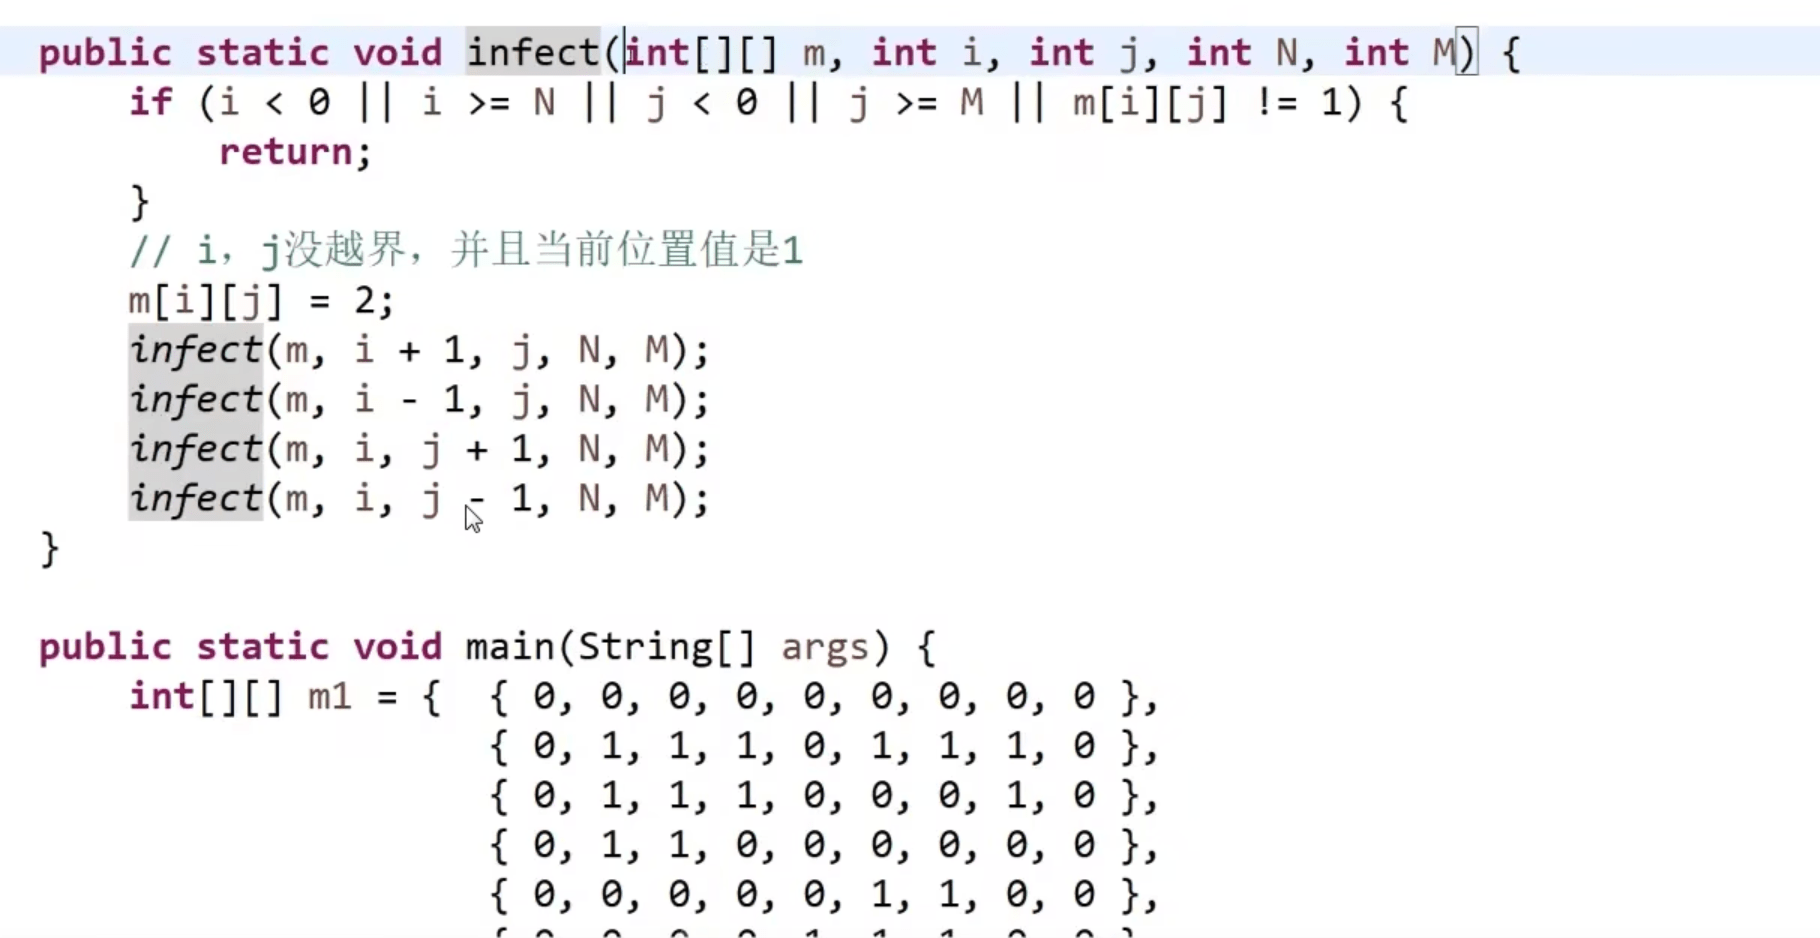 public static void infect(int[][] m, int i, int j, int N, int M) {
if (i < 0 || i >= N || j < 0 || j >= M || m[i][j] != 1) {
return;
}
// i，j没越界，并且当前位置值是1
m[i][j] = 2;
infect(m, i + 1, j, N, M);
infect(m, i - 1, j, N, M);
infect(m, i, j + 1, N, M);
infect(m, i, j - 1, N, M);
}
public static void main(String[] args) {
int[][] m1 = { { 0, 0, 0, 0, 0, 0, 0, 0, 0 },
{ 0, 1, 1, 1, 0, 1, 1, 1, 0 },
{ 0, 1, 1, 1, 0, 0, 0, 1, 0 },
{ 0, 1, 1, 0, 0, 0, 0, 0, 0 },
{ 0, 0, 0, 0, 0, 1, 1, 0, 0 },